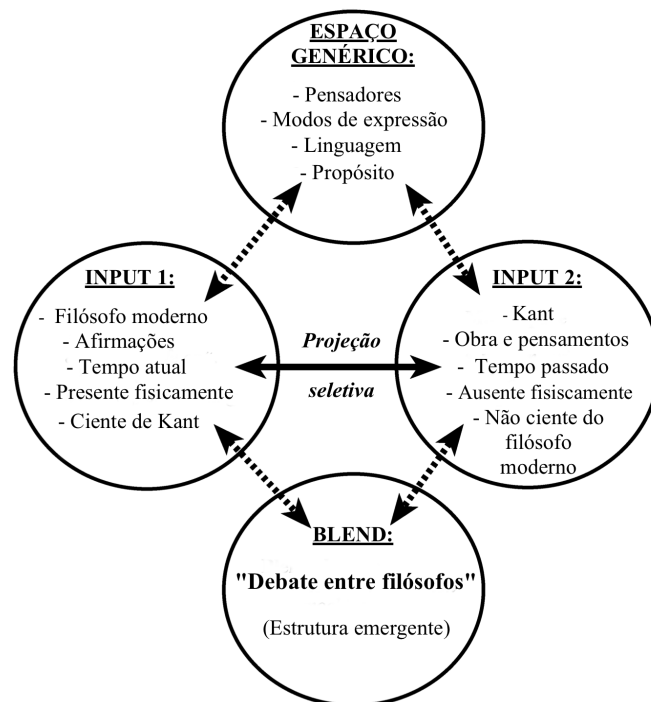 ESPAÇO
GENÉRICO:
- Pensadores
- Modos de expressão
- Linguagem
- Propósito
INPUT 1:
- Filósofo moderno
- Afirmações
- Tempo atual
- Presente fisicamente
- Ciente de Kant
Projeção
seletiva
INPUT 2:
- Kant
- Obra e pensamentos
- Tempo passado
- Ausente fisiscamente
- Não ciente do
filósofo
moderno
BLEND:
"Debate entre filósofos"
(Estrutura emergente)